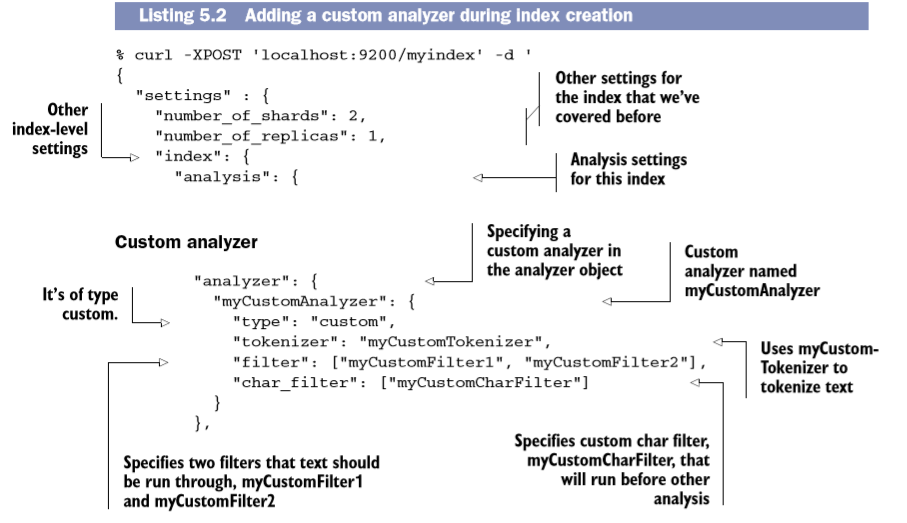 Listing 5.2 Adding a custom analyzer during index creation
% curl -XPOST 'localhost:9200/myindex' -d '
{
"settings" : {
"number_of_shards": 2,
"number_of_replicas": 1,
"index": {
"analysis": {
Other
index-level
settings
Other settings for
the index that we've
covered before
Analysis settings
for this index
Custom analyzer
Specifying a
custom analyzer in
the analyzer object
Custom
analyzer named
myCustomAnalyzer
"analyzer": {
"myCustomAnalyzer": {
"type": "custom",
"tokenizer": "myCustomTokenizer",
"filter": ["myCustomFilter1", "myCustomFilter2"],
"char_filter": ["myCustomCharFilter"]
}
},
It's of type
custom.
Uses myCustom-
Tokenizer to
tokenize text
Specifies two filters that text should
be run through, myCustomFilter1
and myCustomFilter2
Specifies custom char filter,
myCustomCharFilter, that
will run before other
analysis